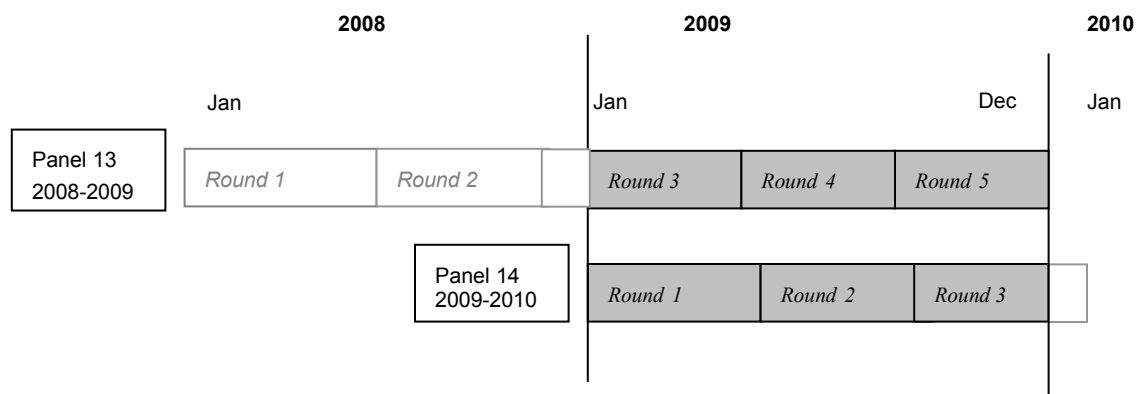 2008 2009 2010
Jan Jan Dec Jan
Panel 13
2008-2009
Round 1 Round 2 Round 3 Round 4 Round 5
Panel 14
2009-2010
Round 1 Round 2 Round 3